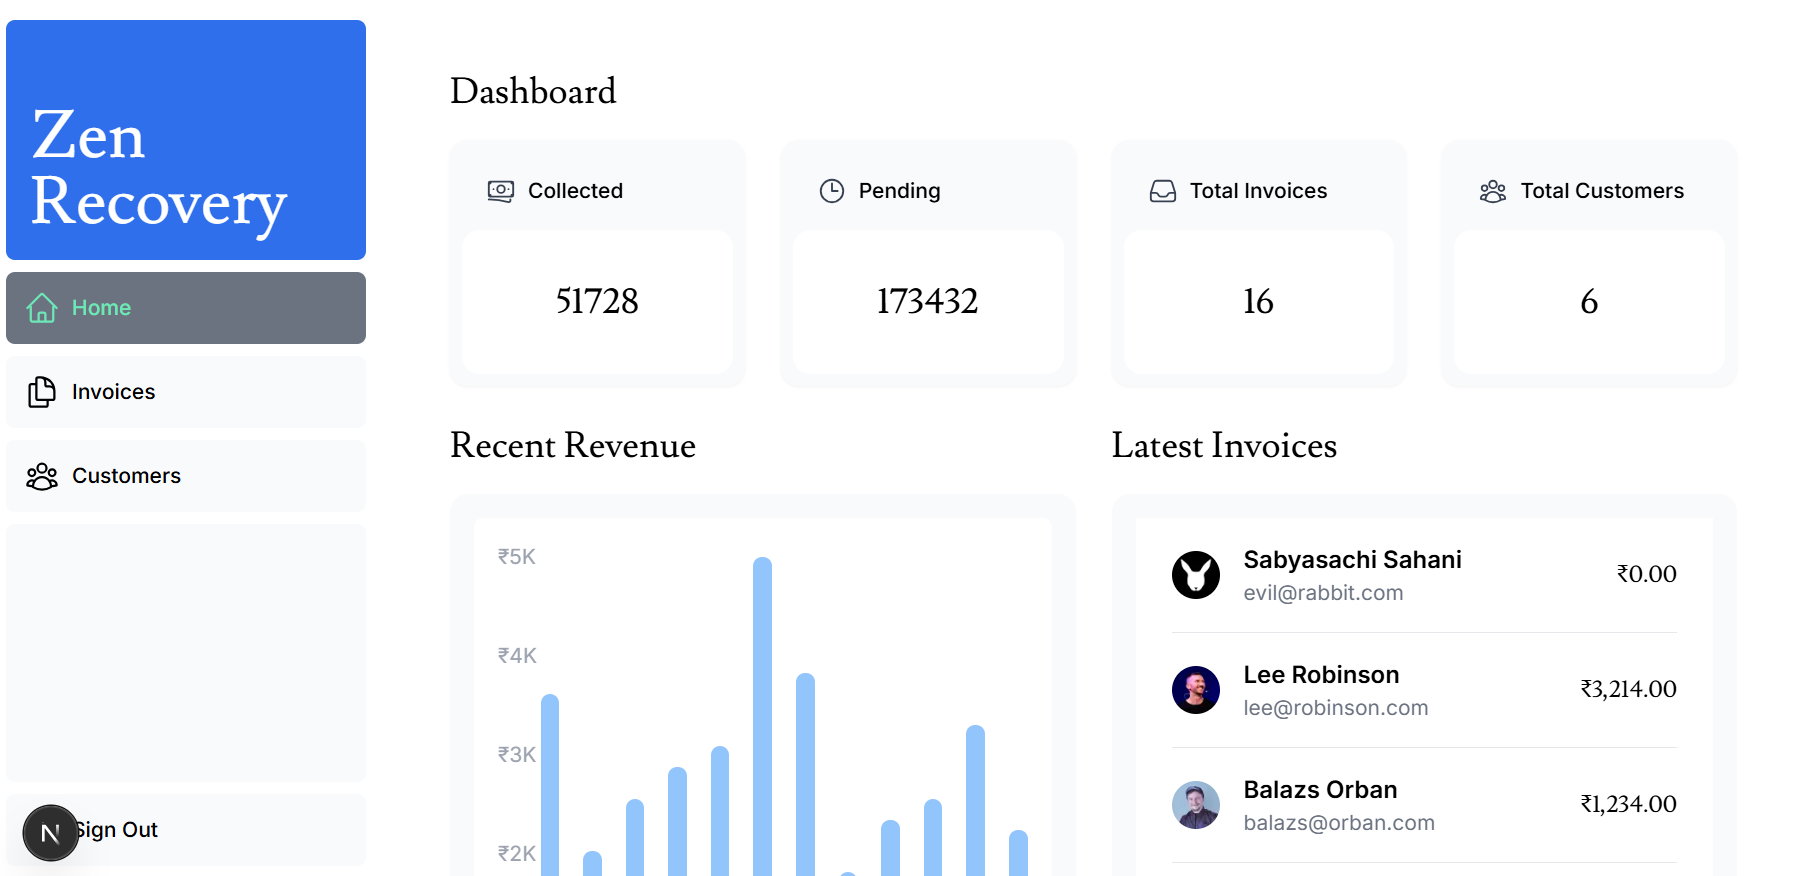 Zen
Recovery
Home
Invoices
Customers
Sign Out
N
Dashboard
Collected
51728
Pending
173432
Total Invoices
16
Total Customers
6
Recent Revenue
₹5K
₹4K
₹3K
₹2K
Latest Invoices
Sabyasachi Sahani
evil@rabbit.com
₹0.00
Lee Robinson
lee@robinson.com
₹3,214.00
Balazs Orban
balazs@orban.com
₹1,234.00